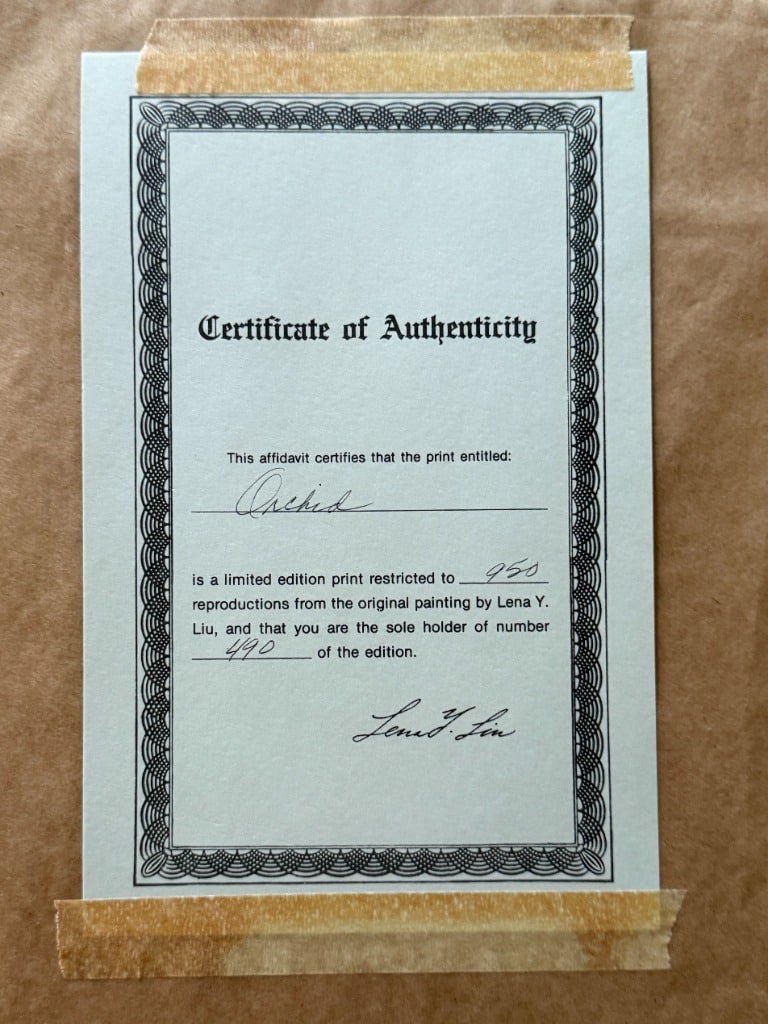 Certificate of Authenticity
This affidavit certifies that the print entitled:
Orchid
is a limited edition print restricted to 950
reproductions from the original painting by Lena Y.
Liu, and that you are the sole holder of number
490 of the edition.
Lena Y. Liu